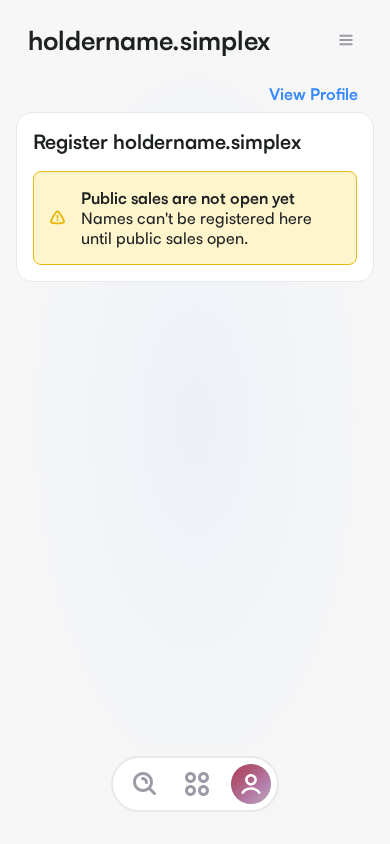 holdername.simplex
View Profile
Register holdername.simplex
Public sales are not open yet
Names can't be registered here
until public sales open.